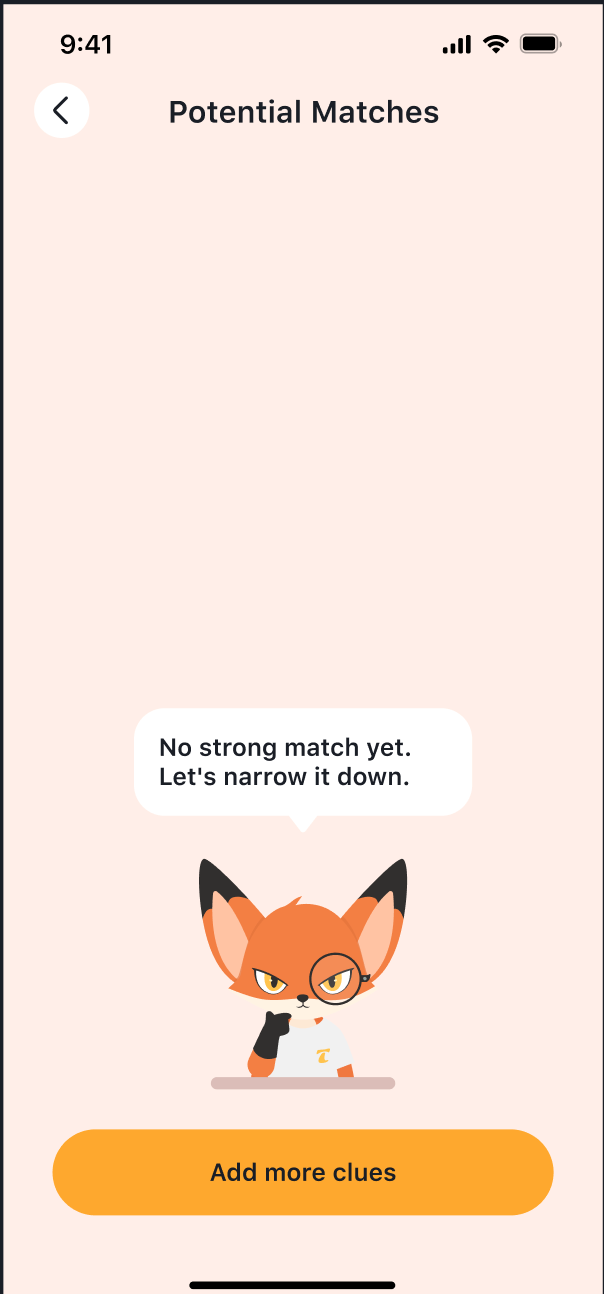 9:41
Potential Matches
No strong match yet.
Let's narrow it down.
T
Add more clues